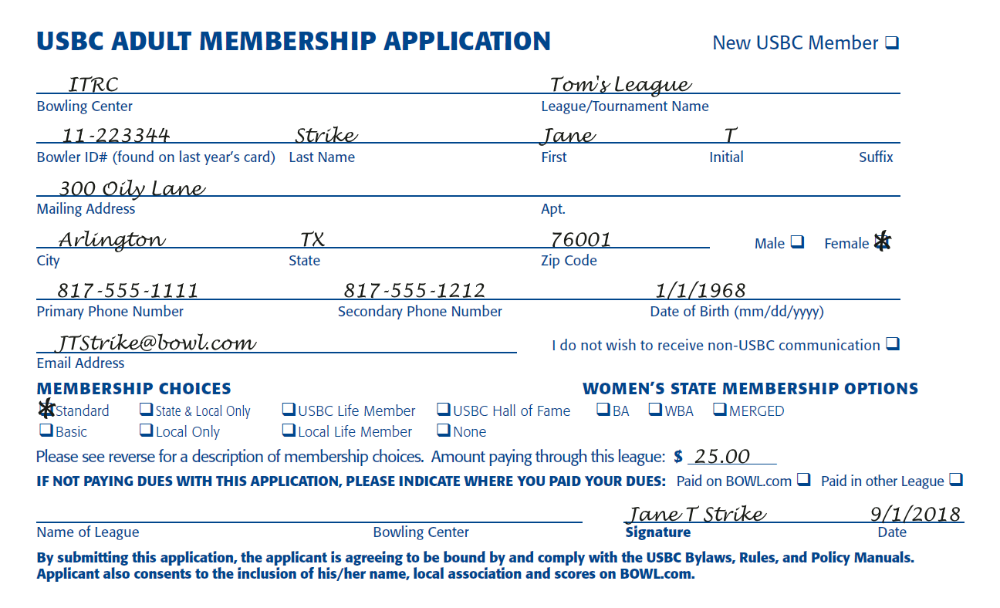 USBC ADULT MEMBERSHIP APPLICATION New USBC Member ❑
ITRC Tom's League
Bowling Center League/Tournament Name
11-223344 Strike Jane T
Bowler ID# (found on last year’s card) Last Name First Initial Suffix
300 Oily Lane
Mailing Address Apt.
Arlington TX 76001 Male ❑ Female ❑
City State Zip Code
817-555-1111 817-555-1212 1/1/1968
Primary Phone Number Secondary Phone Number Date of Birth (mm/dd/yyyy)
JTStrike@bowl.com I do not wish to receive non-USBC communication ❑
Email Address
MEMBERSHIP CHOICES WOMEN’S STATE MEMBERSHIP OPTIONS
❑Standard ❑State & Local Only ❑USBC Life Member ❑USBC Hall of Fame ❑BA ❑WBA ❑MERGED
❑Basic ❑Local Only ❑Local Life Member ❑None
Please see reverse for a description of membership choices. Amount paying through this league: $ 25.00
IF NOT PAYING DUES WITH THIS APPLICATION, PLEASE INDICATE WHERE YOU PAID YOUR DUES: Paid on BOWL.com ❑ Paid in other League ❑
Jane T Strike 9/1/2018
Name of League Bowling Center Signature Date
By submitting this application, the applicant is agreeing to be bound by and comply with the USBC Bylaws, Rules, and Policy Manuals.
Applicant also consents to the inclusion of his/her name, local association and scores on BOWL.com.